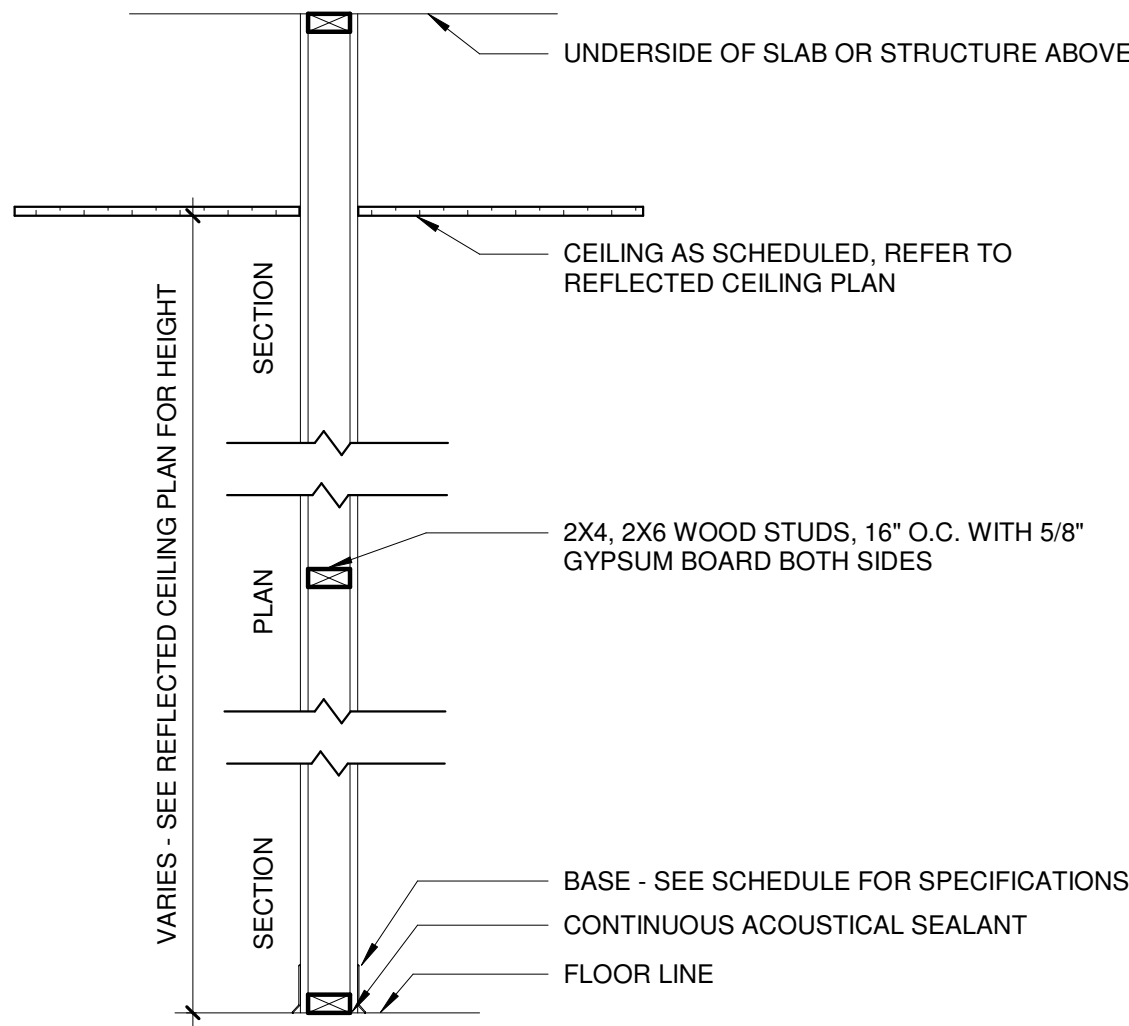 UNDERSIDE OF SLAB OR STRUCTURE ABOVE
CEILING AS SCHEDULED, REFER TO
REFLECTED CEILING PLAN
SECTION
VARIES - SEE REFLECTED CEILING PLAN FOR HEIGHT
2X4, 2X6 WOOD STUDS, 16" O.C. WITH 5/8"
GYPSUM BOARD BOTH SIDES
PLAN
SECTION
BASE - SEE SCHEDULE FOR SPECIFICATIONS
CONTINUOUS ACOUSTICAL SEALANT
FLOOR LINE